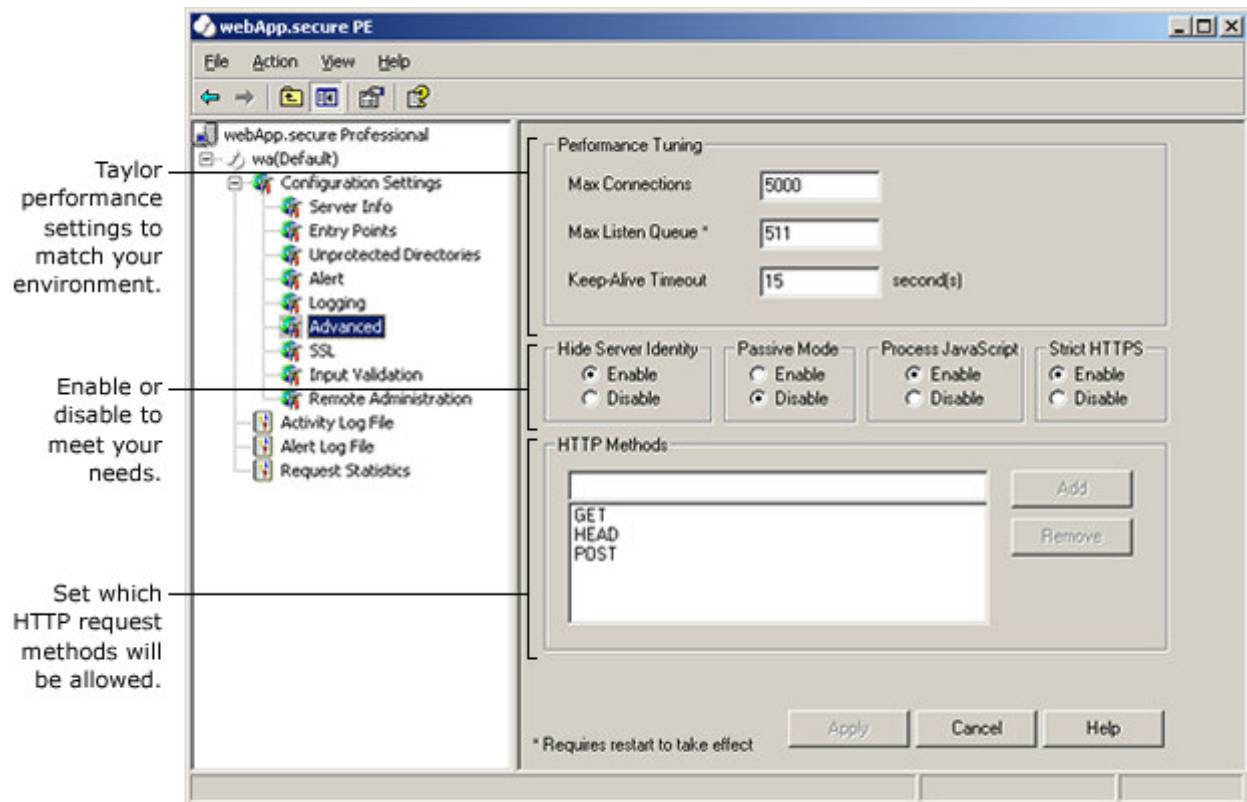 webApp.secure PE
File Action View Help
webApp.secure Professional
wa(Default)
Configuration Settings
Server Info
Entry Points
Unprotected Directories
Alert
Logging
Advanced
SSL
Input Validation
Remote Administration
Activity Log File
Alert Log File
Request Statistics
Taylor
performance
settings to
match your
environment.
Enable or
disable to
meet your
needs.
Set which
HTTP request
methods will
be allowed.
Performance Tuning
Max Connections 5000
Max Listen Queue * 511
Keep-Alive Timeout 15 second(s)
Hide Server Identity Passive Mode Process JavaScript Strict HTTPS
Enable Enable Enable Enable
Disable Disable Disable Disable
HTTP Methods
Add
GET
HEAD
POST
Remove
Apply Cancel Help
* Requires restart to take effect